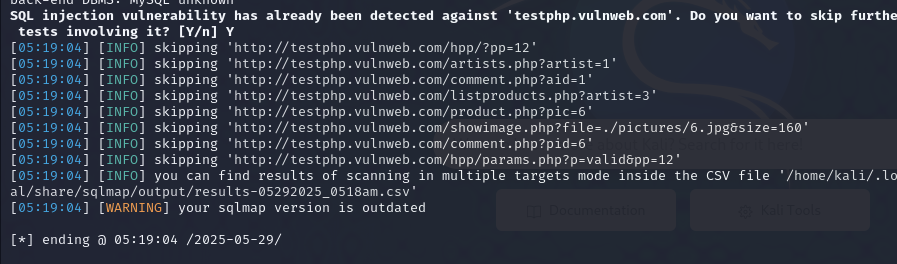 back-end DBMS: MySQL unknown
SQL injection vulnerability has already been detected against 'testphp.vulnweb.com'. Do you want to skip furthe
tests involving it? [Y/n] Y
[05:19:04] [INFO] skipping 'http://testphp.vulnweb.com/hpp/?pp=12'
[05:19:04] [INFO] skipping 'http://testphp.vulnweb.com/artists.php?artist=1'
[05:19:04] [INFO] skipping 'http://testphp.vulnweb.com/comment.php?aid=1'
[05:19:04] [INFO] skipping 'http://testphp.vulnweb.com/listproducts.php?artist=3'
[05:19:04] [INFO] skipping 'http://testphp.vulnweb.com/product.php?pic=6'
[05:19:04] [INFO] skipping 'http://testphp.vulnweb.com/showimage.php?file=./pictures/6.jpg&size=160'
[05:19:04] [INFO] skipping 'http://testphp.vulnweb.com/comment.php?pid=6'
[05:19:04] [INFO] skipping 'http://testphp.vulnweb.com/hpp/params.php?p=valid&pp=12'
[05:19:04] [INFO] you can find results of scanning in multiple targets mode inside the CSV file '/home/kali/.lo
al/share/sqlmap/output/results-05292025_0518am.csv'
[05:19:04] [WARNING] your sqlmap version is outdated
Documentation
Kali Tools
[*] ending @ 05:19:04 /2025-05-29/